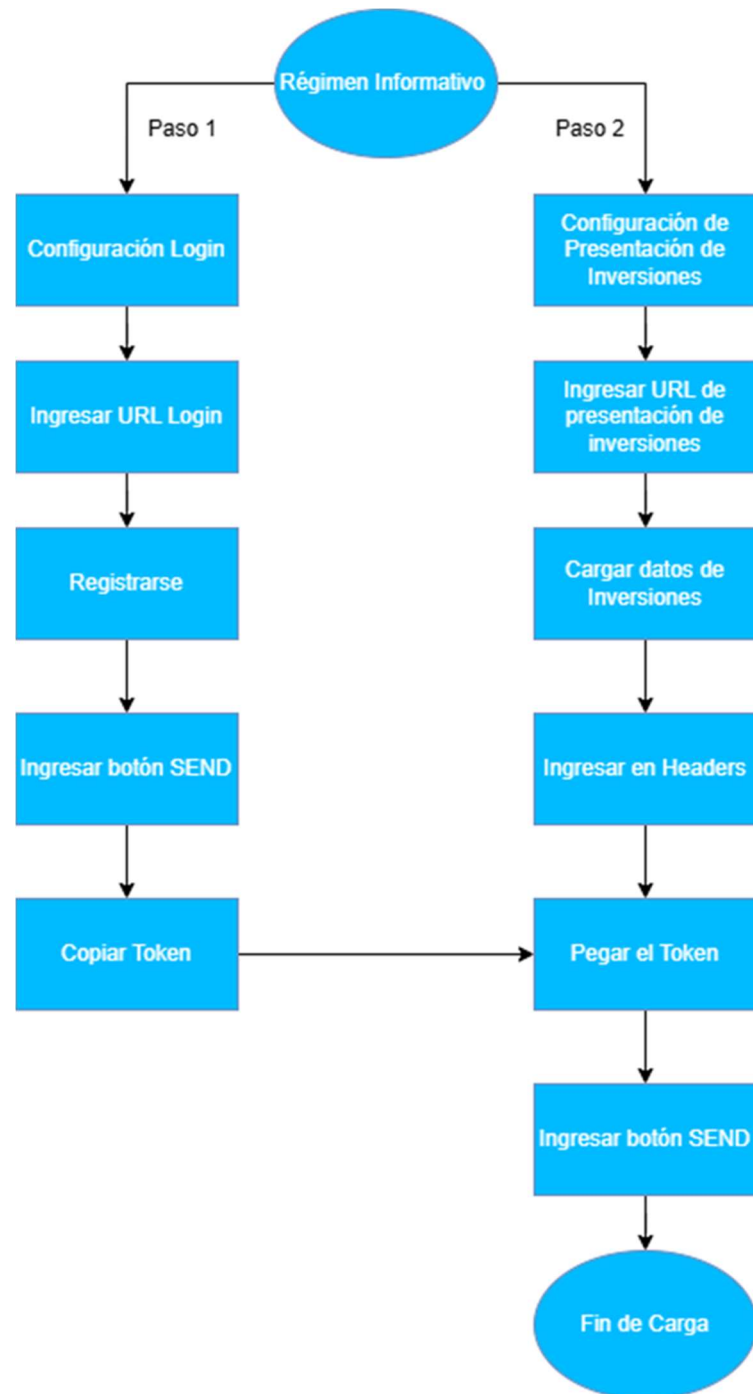 Régimen Informativo
Paso 1
Paso 2
Configuración Login
Ingresar URL Login
Registrarse
Ingresar botón SEND
Copiar Token
Configuración de
Presentación de
Inversiones
Ingresar URL de
presentación de
inversiones
Cargar datos de
Inversiones
Ingresar en Headers
Pegar el Token
Ingresar botón SEND
Fin de Carga